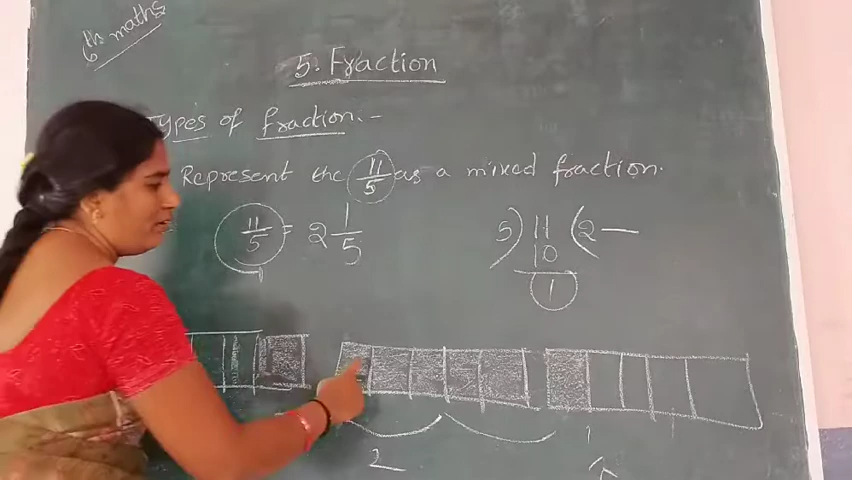 6th maths
5. Fraction
Types of fraction:-
Represent the 11/5 as a mixed fraction.
11/5 = 2 1/5
5) 11 (2 —
10
1
2
1